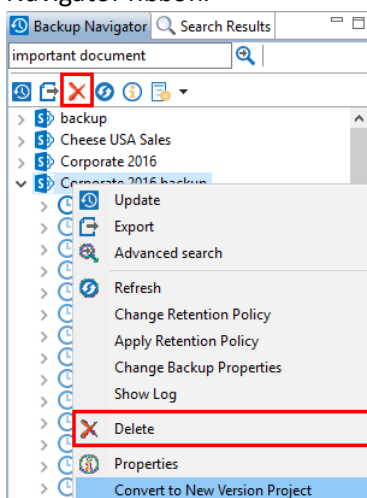 Navigator ribbon.
Backup Navigator Search Results
important document
backup
Cheese USA Sales
Corporate 2016
Corporate 2016 backup
Update
Export
Advanced search
Refresh
Change Retention Policy
Apply Retention Policy
Change Backup Properties
Show Log
Delete
Properties
Convert to New Version Project